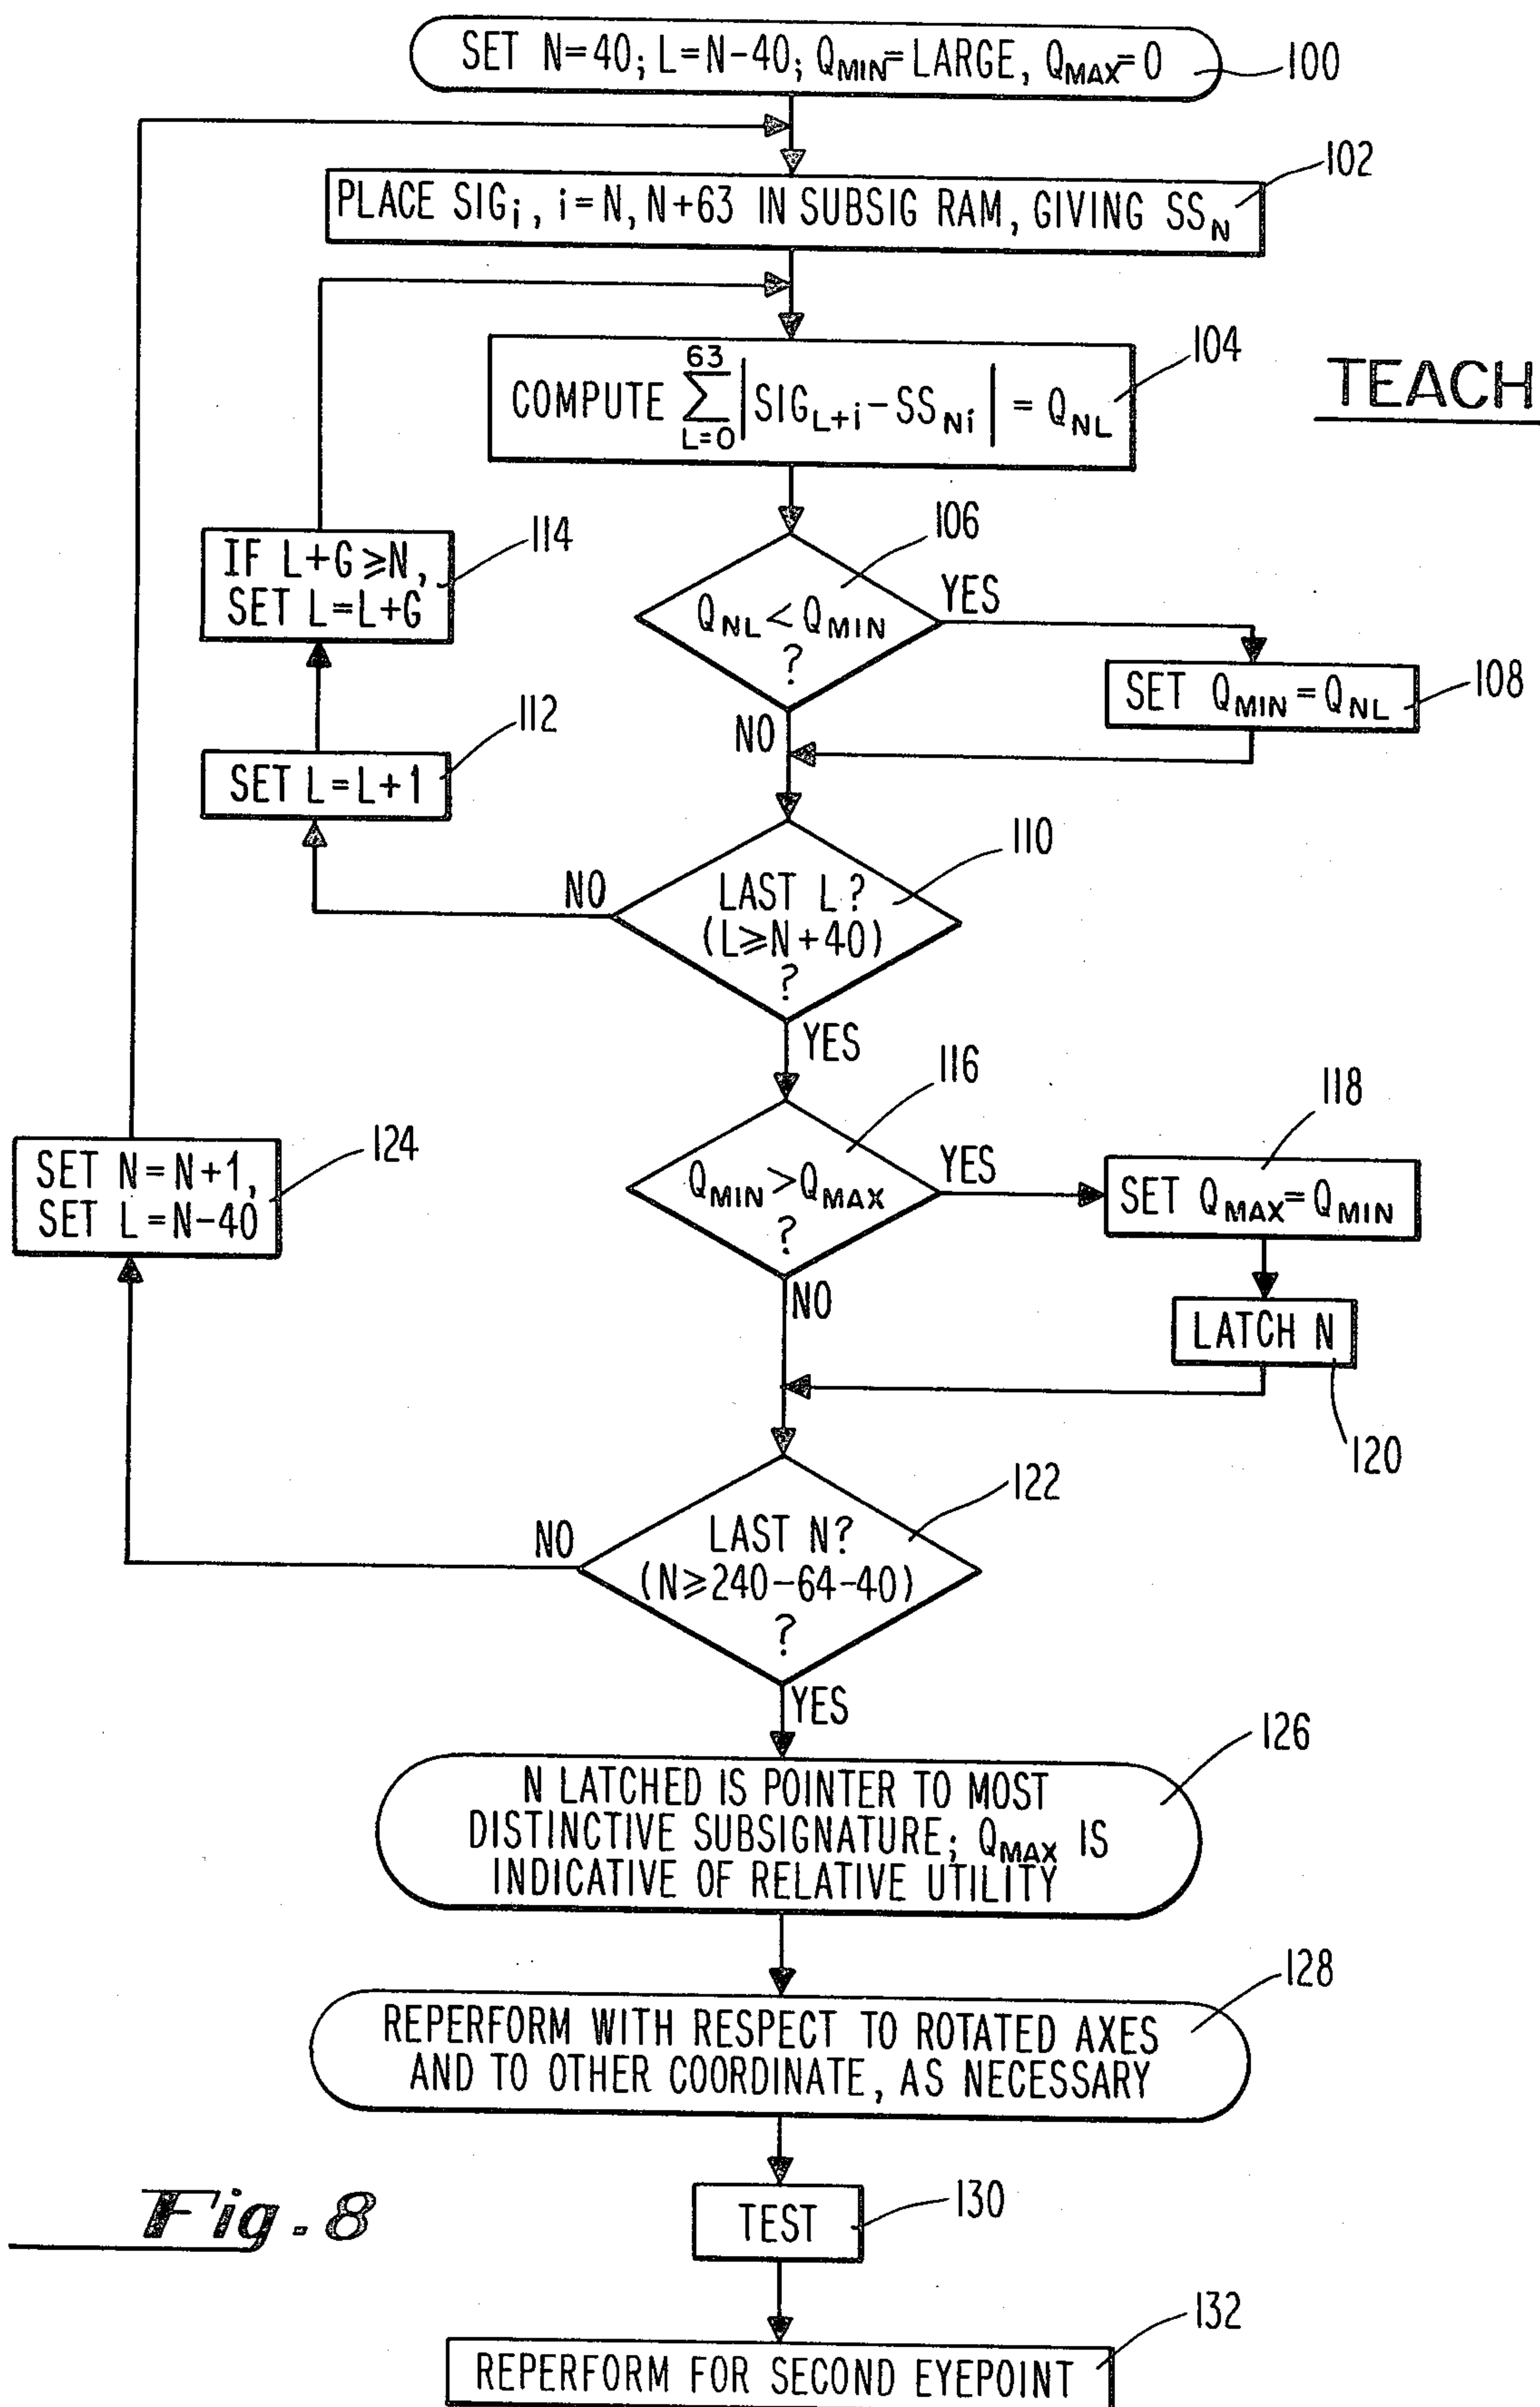 SET N=40; L=N-40; QMIN=LARGE, QMAX=0
100
102
PLACE SIGi, i=N, N+63 IN SUBSIG RAM, GIVING SSN
104
63
COMPUTE ∑ |SIGL+i-SSNi| = QNL
L=0
TEACH
106
114
IF L+G ≥N,
SET L=L+G
YES
QNL < QMIN
?
108
SET QMIN = QNL
112
NO
SET L=L+1
110
NO
LAST L?
(L≥N+40)
?
YES
116
118
124
SET N=N+1,
SET L=N-40
YES
QMIN >QMAX
?
SET QMAX=QMIN
NO
LATCH N
120
122
NO
LAST N?
(N≥240-64-40)
?
YES
126
N LATCHED IS POINTER TO MOST
DISTINCTIVE SUBSIGNATURE; QMAX IS
INDICATIVE OF RELATIVE UTILITY
128
REPERFORM WITH RESPECT TO ROTATED AXES
AND TO OTHER COORDINATE, AS NECESSARY
130
Fig. 8
TEST
132
REPERFORM FOR SECOND EYEPOINT